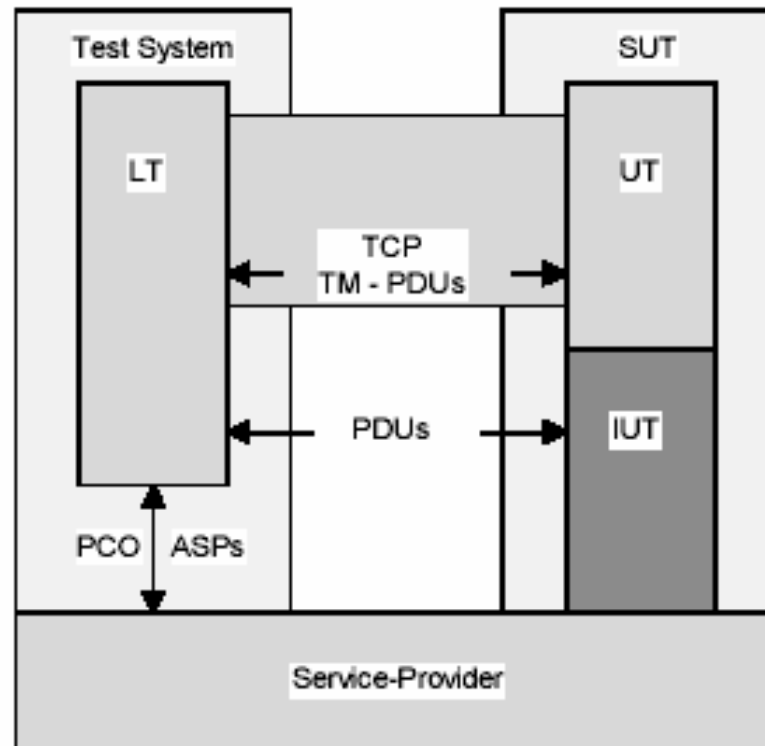 Test System
SUT
LT
UT
TCP
TM - PDUs
PDUs
IUT
PCO
ASPs
Service-Provider